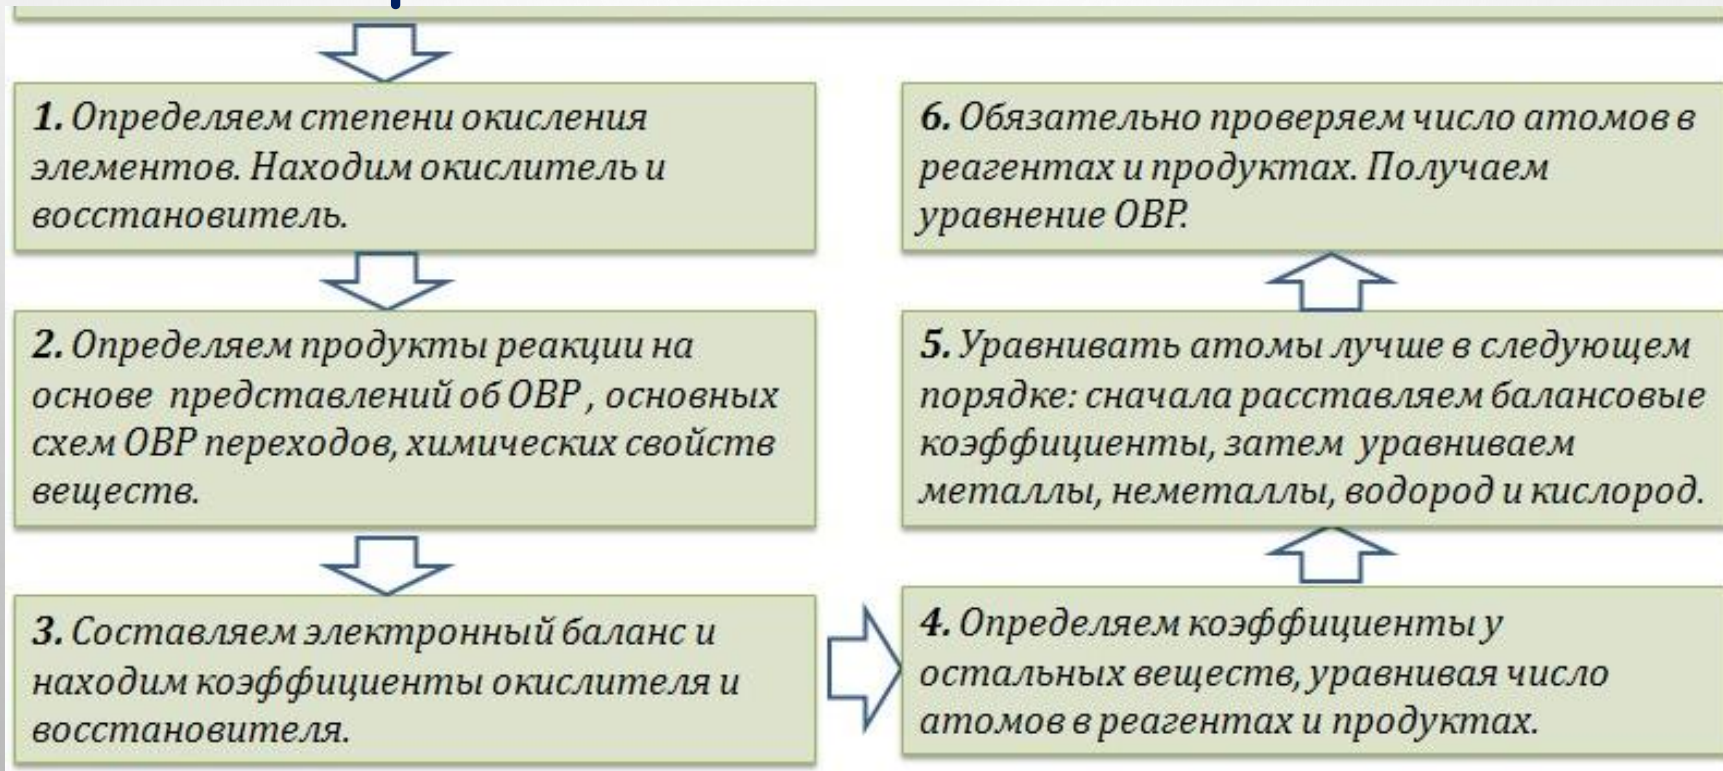 1. Определяем степени окисления
элементов. Находим окислитель и
восстановитель.
2. Определяем продукты реакции на
основе представлений об ОВР , основных
схем ОВР переходов, химических свойств
веществ.
3. Составляем электронный баланс и
находим коэффициенты окислителя и
восстановителя.
4. Определяем коэффициенты у
остальных веществ, уравнивая число
атомов в реагентах и продуктах.
5. Уравнивать атомы лучше в следующем
порядке: сначала расставляем балансовые
коэффициенты, затем уравниваем
металлы, неметаллы, водород и кислород.
6. Обязательно проверяем число атомов в
реагентах и продуктах. Получаем
уравнение ОВР.